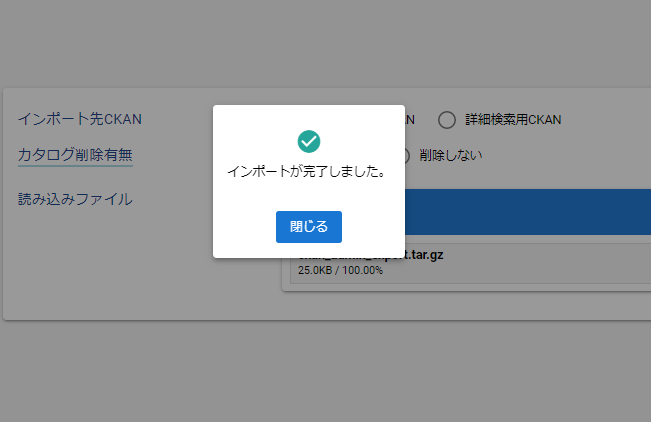 インポート先CKAN
詳細検索用CKAN
カタログ削除有無
削除しない
インポートが完了しました。
読み込みファイル
閉じる
25.0KB / 100.00%